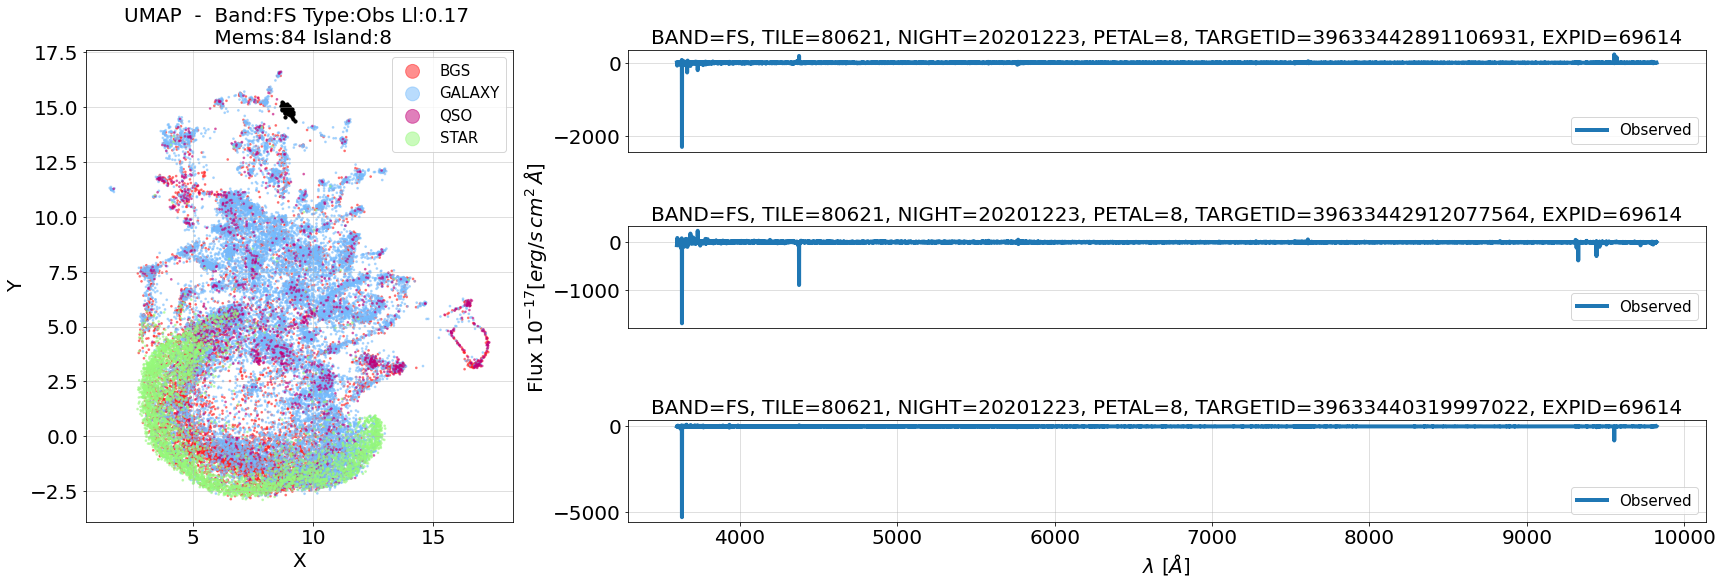 UMAP - Band:FS Type:Obs Ll:0.17
Mems:84 Island:8
17.5
15.0
12.5
10.0
7.5
5.0
2.5
0.0
−2.5
Y
5
10
15
X
BGS
GALAXY
QSO
STAR
Flux 10⁻¹⁷[erg/s cm² Å]
BAND=FS, TILE=80621, NIGHT=20201223, PETAL=8, TARGETID=39633442891106931, EXPID=69614
0
−2000
Observed
BAND=FS, TILE=80621, NIGHT=20201223, PETAL=8, TARGETID=39633442912077564, EXPID=69614
0
−1000
Observed
BAND=FS, TILE=80621, NIGHT=20201223, PETAL=8, TARGETID=39633440319997022, EXPID=69614
0
−5000
Observed
4000
5000
6000
7000
8000
9000
10000
λ [Å]